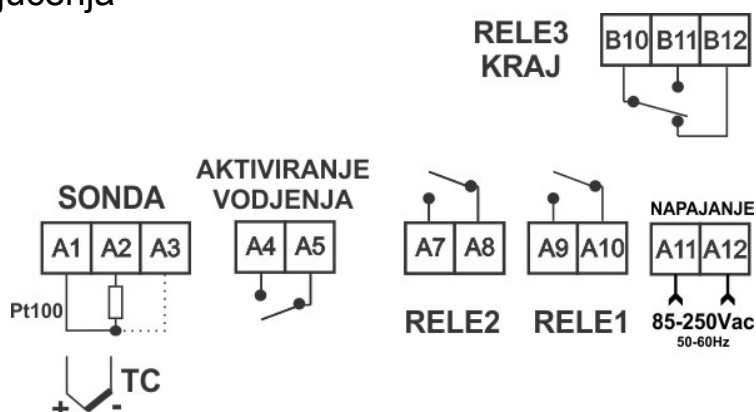 RELE3
KRAJ
B10 B11 B12
SONDA
A1 A2 A3
Pt100
TC
+ -
AKTIVIRANJE
VODJENJA
A4 A5
A7 A8
RELE2
A9 A10
RELE1
NAPAJANJE
A11 A12
85-250Vac
50-60Hz